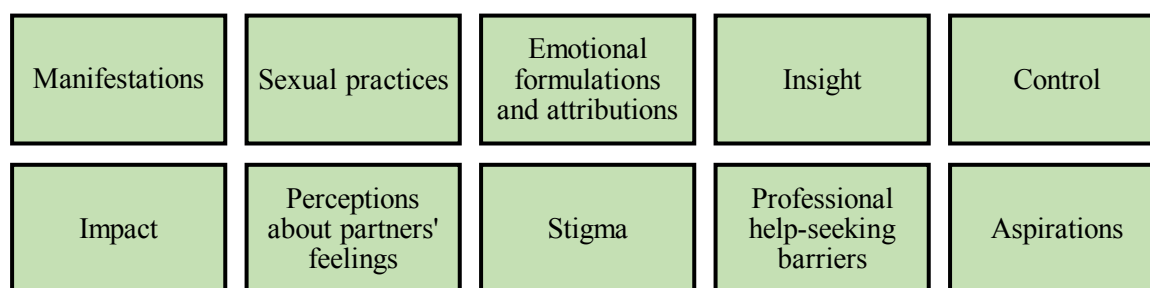 Manifestations
Sexual practices
Emotional
formulations
and attributions
Insight
Control
Impact
Perceptions
about partners'
feelings
Stigma
Professional
help-seeking
barriers
Aspirations